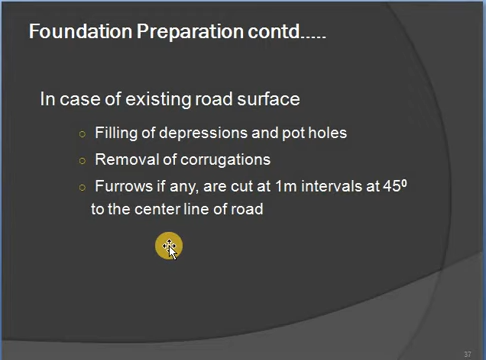 Foundation Preparation contd.....
In case of existing road surface
○ Filling of depressions and pot holes
○ Removal of corrugations
○ Furrows if any, are cut at 1m intervals at 45⁰
to the center line of road
37